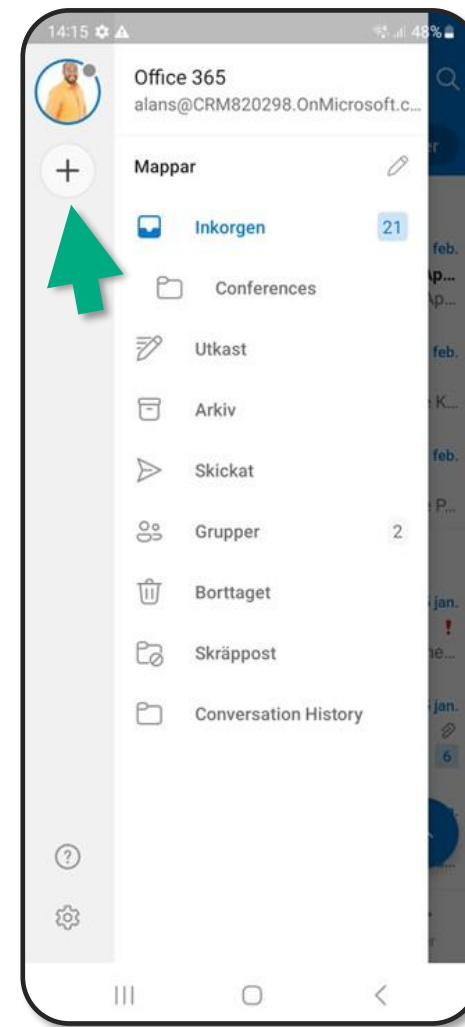 14:15
48%
Office 365
alans@CRM820298.OnMicrosoft.c...
Mappar
Inkorgen 21
Conferences
Utkast
Arkiv
Skickat
Grupper 2
Borttaget
Skräppost
Conversation History
feb.
feb.
feb.
jan.
jan.
6